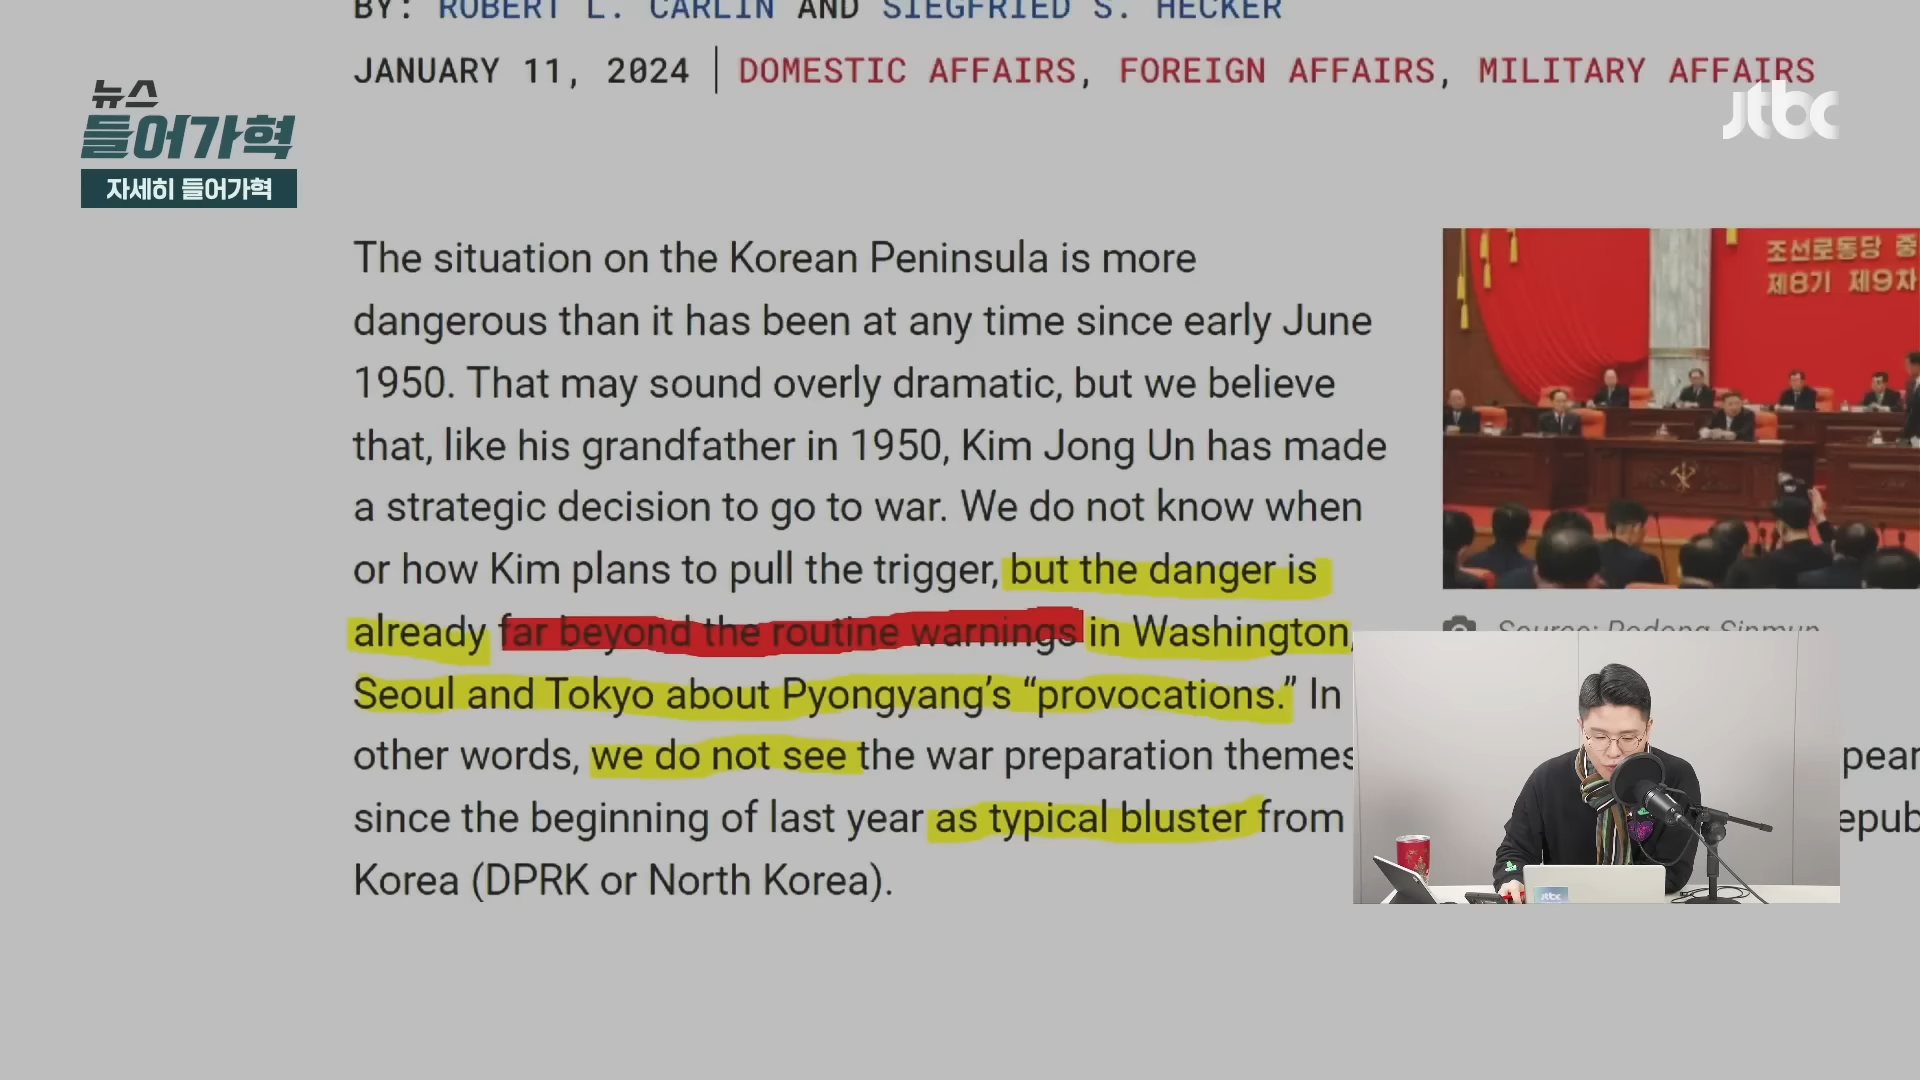 BY: ROBERT L. CARLIN AND SIEGFRIED S. HECKER
JANUARY 11, 2024 | DOMESTIC AFFAIRS, FOREIGN AFFAIRS, MILITARY AFFAIRS
뉴스
들어가혁
자세히 들어가혁
jtbc
The situation on the Korean Peninsula is more
dangerous than it has been at any time since early June
1950. That may sound overly dramatic, but we believe
that, like his grandfather in 1950, Kim Jong Un has made
a strategic decision to go to war. We do not know when
or how Kim plans to pull the trigger, but the danger is
already far beyond the routine warnings in Washington,
Seoul and Tokyo about Pyongyang’s “provocations.” In
other words, we do not see the war preparation themes
since the beginning of last year as typical bluster from
Korea (DPRK or North Korea).
조선로동당 중
제8기 제9차
Source: Rodong Sinmun
pear
epub
jtbc